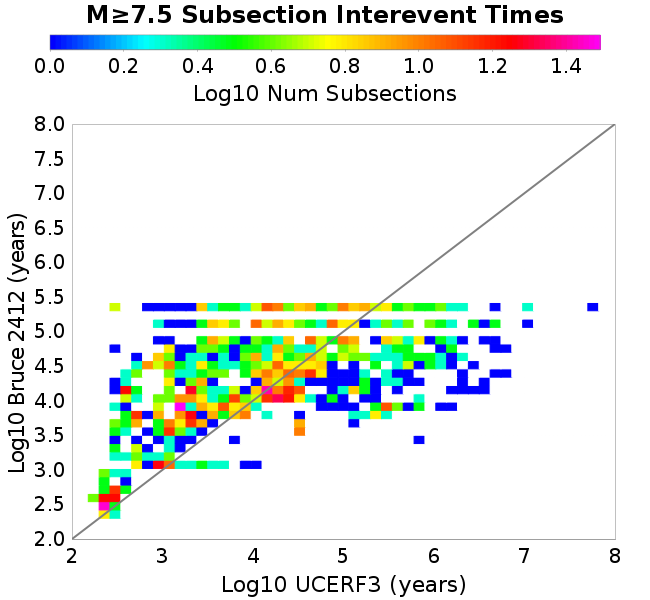 M≥7.5 Subsection Interevent Times
0.0 0.2 0.4 0.6 0.8 1.0 1.2 1.4
Log10 Num Subsections
8.0
7.5
7.0
6.5
6.0
5.5
5.0
4.5
4.0
3.5
3.0
2.5
2.0
Log10 Bruce 2412 (years)
2 3 4 5 6 7 8
Log10 UCERF3 (years)